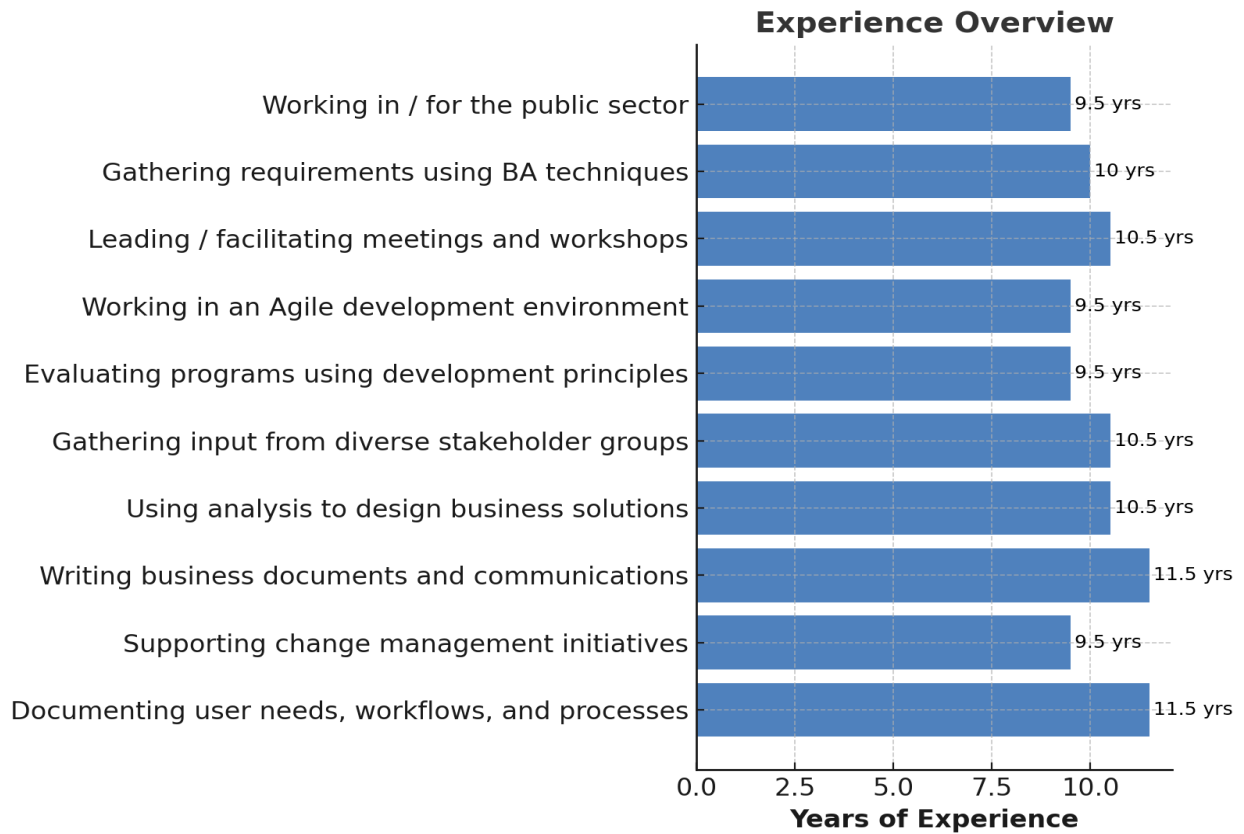 Experience Overview
Working in / for the public sector 9.5 yrs
Gathering requirements using BA techniques 10 yrs
Leading / facilitating meetings and workshops 10.5 yrs
Working in an Agile development environment 9.5 yrs
Evaluating programs using development principles 9.5 yrs
Gathering input from diverse stakeholder groups 10.5 yrs
Using analysis to design business solutions 10.5 yrs
Writing business documents and communications 11.5 yrs
Supporting change management initiatives 9.5 yrs
Documenting user needs, workflows, and processes 11.5 yrs
0.0 2.5 5.0 7.5 10.0
Years of Experience